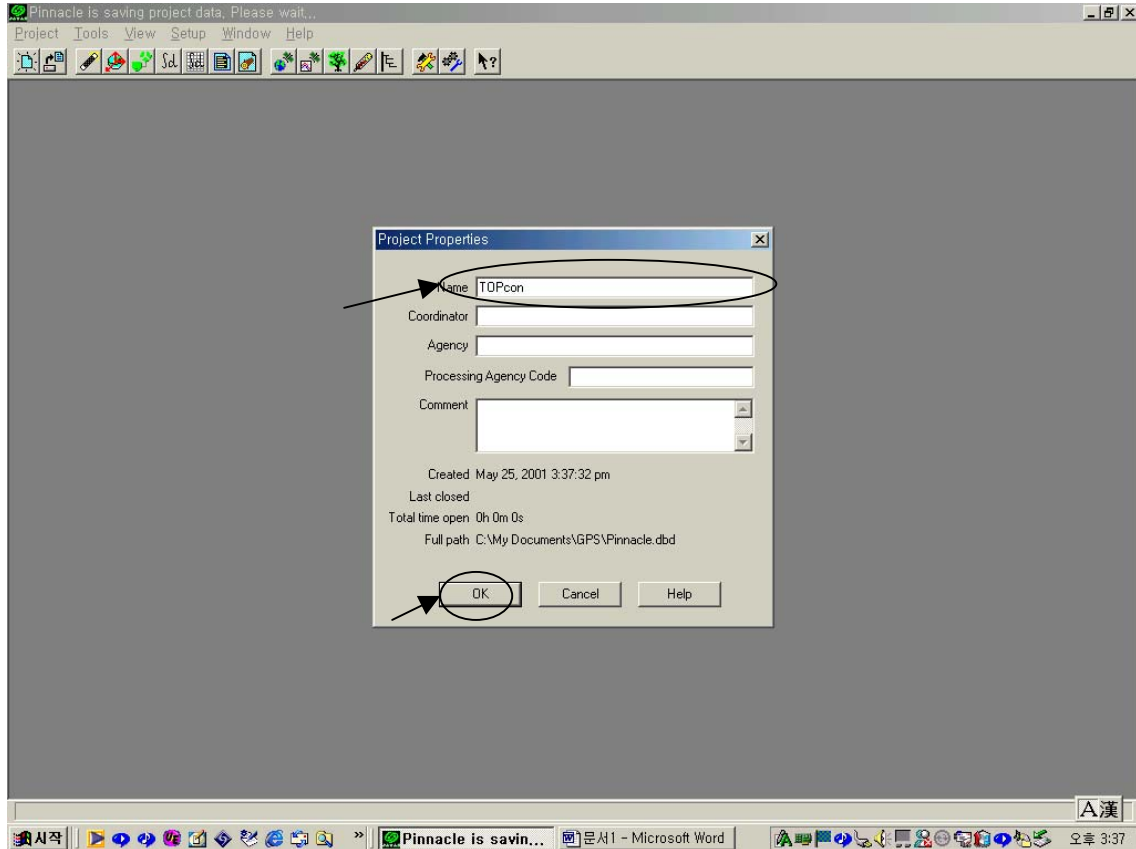 Pinnacle is saving project data, Please wait,,,
Project Tools View Setup Window Help
Project Properties
Name TOPcon
Coordinator
Agency
Processing Agency Code
Comment
Created May 25, 2001 3:37:32 pm
Last closed
Total time open 0h 0m 0s
Full path C:\My Documents\GPS\Pinnacle.dbd
OK Cancel Help
A漢
시작 » Pinnacle is savin... 문서1 - Microsoft Word 오후 3:37